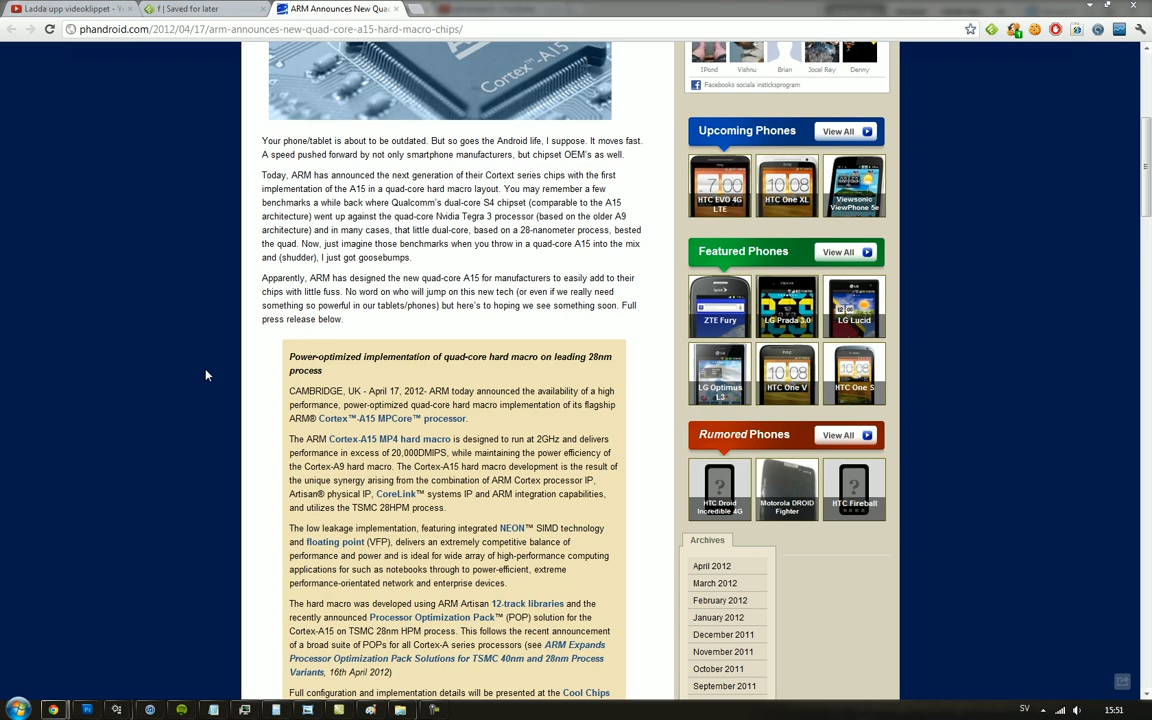 Ladda upp videoklippet - Y
f | Saved for later
ARM Announces New Quad
phandroid.com/2012/04/17/arm-announces-new-quad-core-a15-hard-macro-chips/
Cortex™-A15
Your phone/tablet is about to be outdated. But so goes the Android life, I suppose. It moves fast.
A speed pushed forward by not only smartphone manufacturers, but chipset OEM's as well.
Today, ARM has announced the next generation of their Cortext series chips with the first
implementation of the A15 in a quad-core hard macro layout. You may remember a few
benchmarks a while back where Qualcomm's dual-core S4 chipset (comparable to the A15
architecture) went up against the quad-core Nvidia Tegra 3 processor (based on the older A9
architecture) and in many cases, that little dual-core, based on a 28-nanometer process, bested
the quad. Now, just imagine those benchmarks when you throw in a quad-core A15 into the mix
and (shudder), I just got goosebumps.
Apparently, ARM has designed the new quad-core A15 for manufacturers to easily add to their
chips with little fuss. No word on who will jump on this new tech (or even if we really need
something so powerful in our tablets/phones) but here's to hoping we see something soon. Full
press release below.
Power-optimized implementation of quad-core hard macro on leading 28nm
process
CAMBRIDGE, UK - April 17, 2012- ARM today announced the availability of a high
performance, power-optimized quad-core hard macro implementation of its flagship
ARM® Cortex™-A15 MPCore™ processor.
The ARM Cortex-A15 MP4 hard macro is designed to run at 2GHz and delivers
performance in excess of 20,000DMIPS, while maintaining the power efficiency of
the Cortex-A9 hard macro. The Cortex-A15 hard macro development is the result of
the unique synergy arising from the combination of ARM Cortex processor IP,
Artisan® physical IP, CoreLink™ systems IP and ARM integration capabilities,
and utilizes the TSMC 28HPM process.
The low leakage implementation, featuring integrated NEON™ SIMD technology
and floating point (VFP), delivers an extremely competitive balance of
performance and power and is ideal for wide array of high-performance computing
applications for such as notebooks through to power-efficient, extreme
performance-orientated network and enterprise devices.
The hard macro was developed using ARM Artisan 12-track libraries and the
recently announced Processor Optimization Pack™ (POP) solution for the
Cortex-A15 on TSMC 28nm HPM process. This follows the recent announcement
of a broad suite of POPs for all Cortex-A series processors (see ARM Expands
Processor Optimization Pack Solutions for TSMC 40nm and 28nm Process
Variants, 16th April 2012)
Full configuration and implementation details will be presented at the Cool Chips
IPond Vishnu Brian Jocel Rey Denny
Facebooks sociala insticksprogram
Upcoming Phones View All
HTC EVO 4G LTE
HTC One XL
Viewsonic ViewPhone 5e
Featured Phones View All
ZTE Fury
LG Prada 3.0
LG Lucid
LG Optimus L3
HTC One V
HTC One S
Rumored Phones View All
HTC Droid Incredible 4G
Motorola DROID Fighter
HTC Fireball
Archives
April 2012
March 2012
February 2012
January 2012
December 2011
November 2011
October 2011
September 2011
SV
15:51